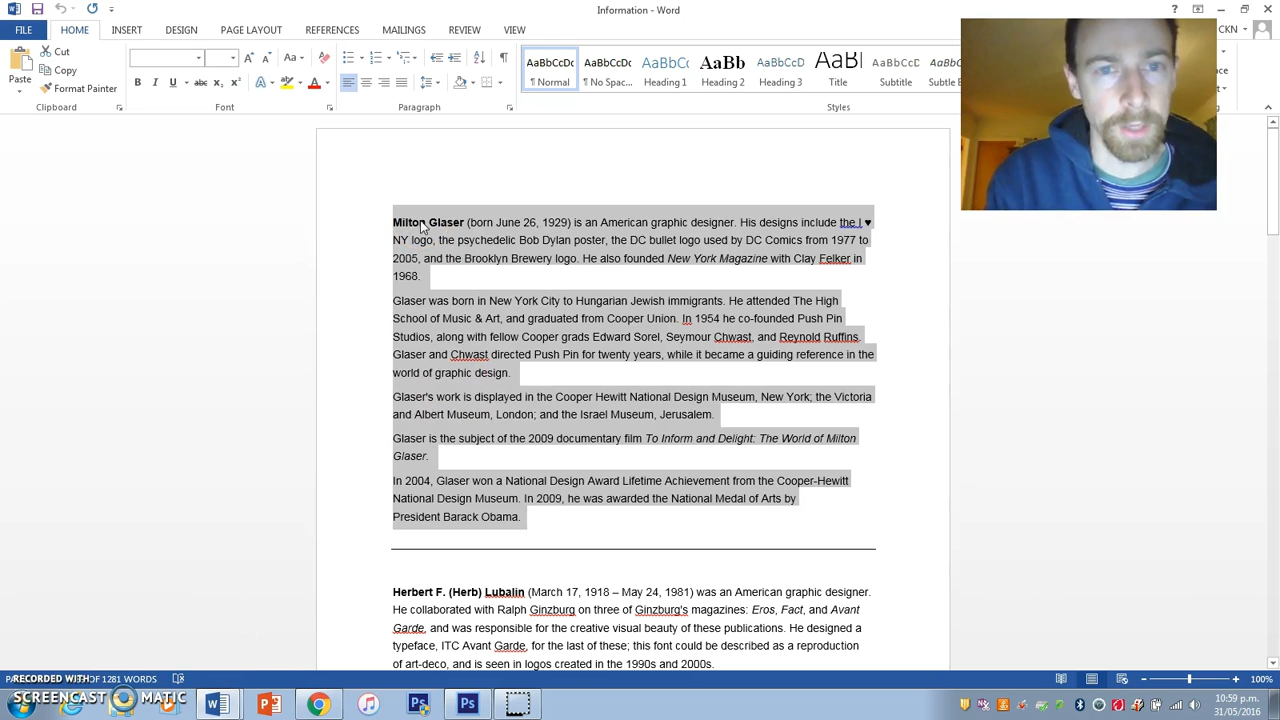 Information - Word
FILE HOME INSERT DESIGN PAGE LAYOUT REFERENCES MAILINGS REVIEW VIEW CKN
Paste
Cut
Copy
Format Painter
Clipboard
Aa
B I U abc x₂ x² A A
Font
Paragraph
AaBbCcDc AaBbCcDc AaBbCc AaBb AaBbCcD AaBl AaBbCcD
¶ Normal ¶ No Spac... Heading 1 Heading 2 Heading 3 Title Subtitle Subtle E
Styles
Milton Glaser (born June 26, 1929) is an American graphic designer. His designs include the I ♥
NY logo, the psychedelic Bob Dylan poster, the DC bullet logo used by DC Comics from 1977 to
2005, and the Brooklyn Brewery logo. He also founded New York Magazine with Clay Felker in
1968.
Glaser was born in New York City to Hungarian Jewish immigrants. He attended The High
School of Music & Art, and graduated from Cooper Union. In 1954 he co-founded Push Pin
Studios, along with fellow Cooper grads Edward Sorel, Seymour Chwast, and Reynold Ruffins.
Glaser and Chwast directed Push Pin for twenty years, while it became a guiding reference in the
world of graphic design.
Glaser's work is displayed in the Cooper Hewitt National Design Museum, New York; the Victoria
and Albert Museum, London; and the Israel Museum, Jerusalem.
Glaser is the subject of the 2009 documentary film To Inform and Delight: The World of Milton
Glaser.
In 2004, Glaser won a National Design Award Lifetime Achievement from the Cooper-Hewitt
National Design Museum. In 2009, he was awarded the National Medal of Arts by
President Barack Obama.
Herbert F. (Herb) Lubalin (March 17, 1918 – May 24, 1981) was an American graphic designer.
He collaborated with Ralph Ginzburg on three of Ginzburg's magazines: Eros, Fact, and Avant
Garde, and was responsible for the creative visual beauty of these publications. He designed a
typeface, ITC Avant Garde, for the last of these; this font could be described as a reproduction
of art-deco, and is seen in logos created in the 1990s and 2000s.
OF 1281 WORDS
100%
RECORDED WITH
SCREENCAST MATIC
10:59 p.m.
31/05/2016